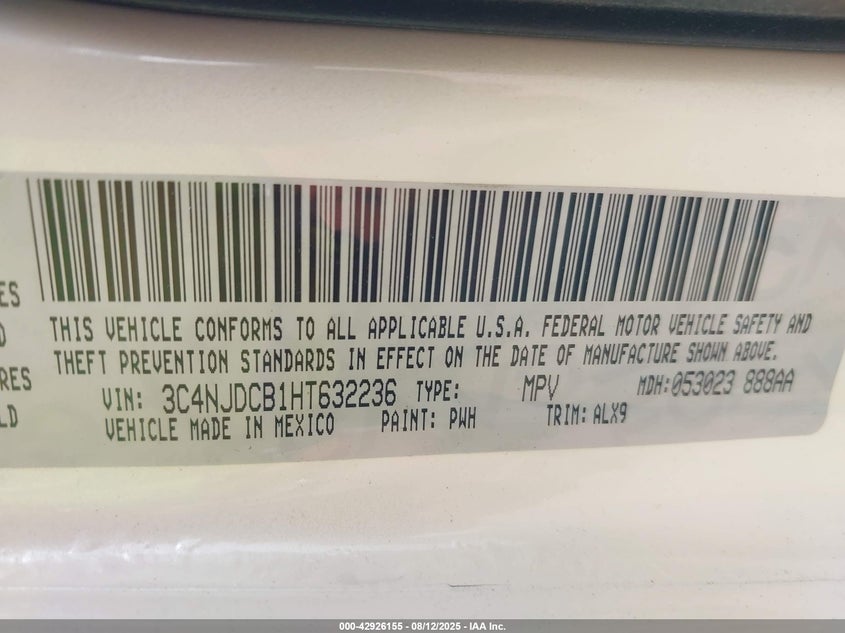 ES
THIS VEHICLE CONFORMS TO ALL APPLICABLE U.S.A. FEDERAL MOTOR VEHICLE SAFETY AND
THEFT PREVENTION STANDARDS IN EFFECT ON THE DATE OF MANUFACTURE SHOWN ABOVE.
RES
VIN: 3C4NJDCB1HT632236 TYPE: MPV MDH:053023 888AA
LD
VEHICLE MADE IN MEXICO PAINT: PWH TRIM: ALX9
000-42926155 - 08/12/2025 - IAA Inc.